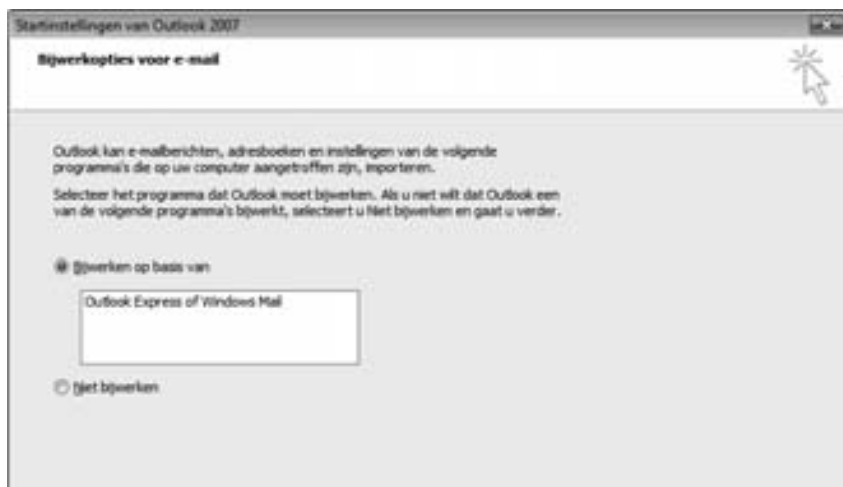 Startinstellingen van Outlook 2007
Bijwerkopties voor e-mail
Outlook kan e-mailberichten, adresboeken en instellingen van de volgende
programma's die op uw computer aangetroffen zijn, importeren.
Selecteer het programma dat Outlook moet bijwerken. Als u niet wilt dat Outlook een
van de volgende programma's bijwerkt, selecteert u Niet bijwerken en gaat u verder.
Bijwerken op basis van
Outlook Express of Windows Mail
Niet bijwerken